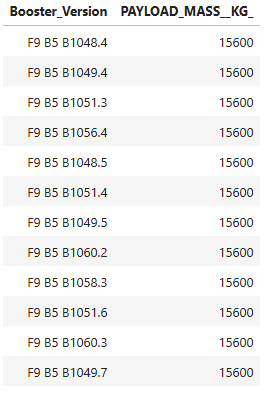 Booster_Version PAYLOAD_MASS__KG_
F9 B5 B1048.4 15600
F9 B5 B1049.4 15600
F9 B5 B1051.3 15600
F9 B5 B1056.4 15600
F9 B5 B1048.5 15600
F9 B5 B1051.4 15600
F9 B5 B1049.5 15600
F9 B5 B1060.2 15600
F9 B5 B1058.3 15600
F9 B5 B1051.6 15600
F9 B5 B1060.3 15600
F9 B5 B1049.7 15600